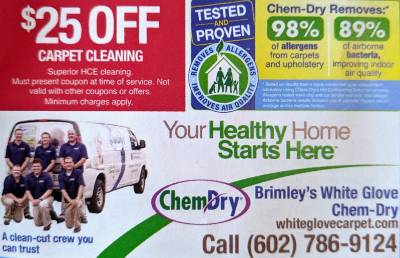 $25 OFF
CARPET CLEANING
Superior HCE cleaning.
Must present coupon at time of service. Not
valid with other coupons or offers.
Minimum charges apply.
TESTED
AND
PROVEN
REMOVES ALLERGENS
IMPROVES AIR QUALITY
Chem-Dry Removes:*
98%
of allergens
from carpets
and upholstery
89%
of airborne
bacteria,
improving indoor
air quality
Your Healthy Home
Starts Here
ChemDry
Brimley's White Glove
Chem-Dry
whiteglovecarpet.com
Call (602) 786-9124
A clean-cut crew you
can trust